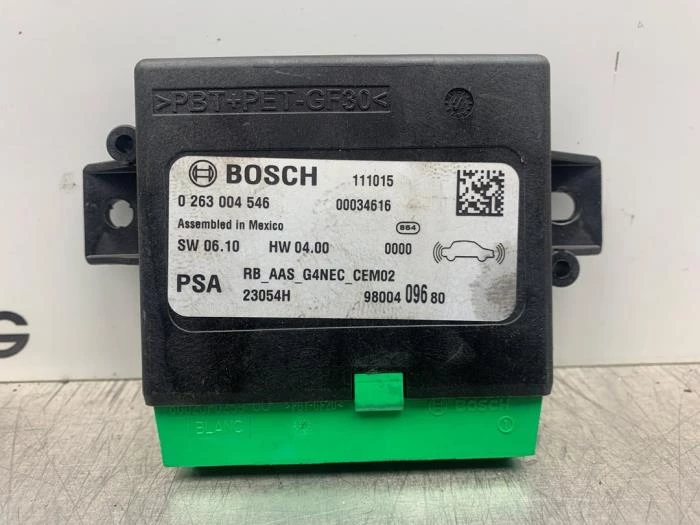 >PBT+PET-GF30<
BOSCH 111015
0 263 004 546 00034616
Assembled in Mexico 864
SW 06.10 HW 04.00 0000
PSA RB_AAS_G4NEC_CEM02
23054H 98004 096 80
BOSCH
BLANC
G